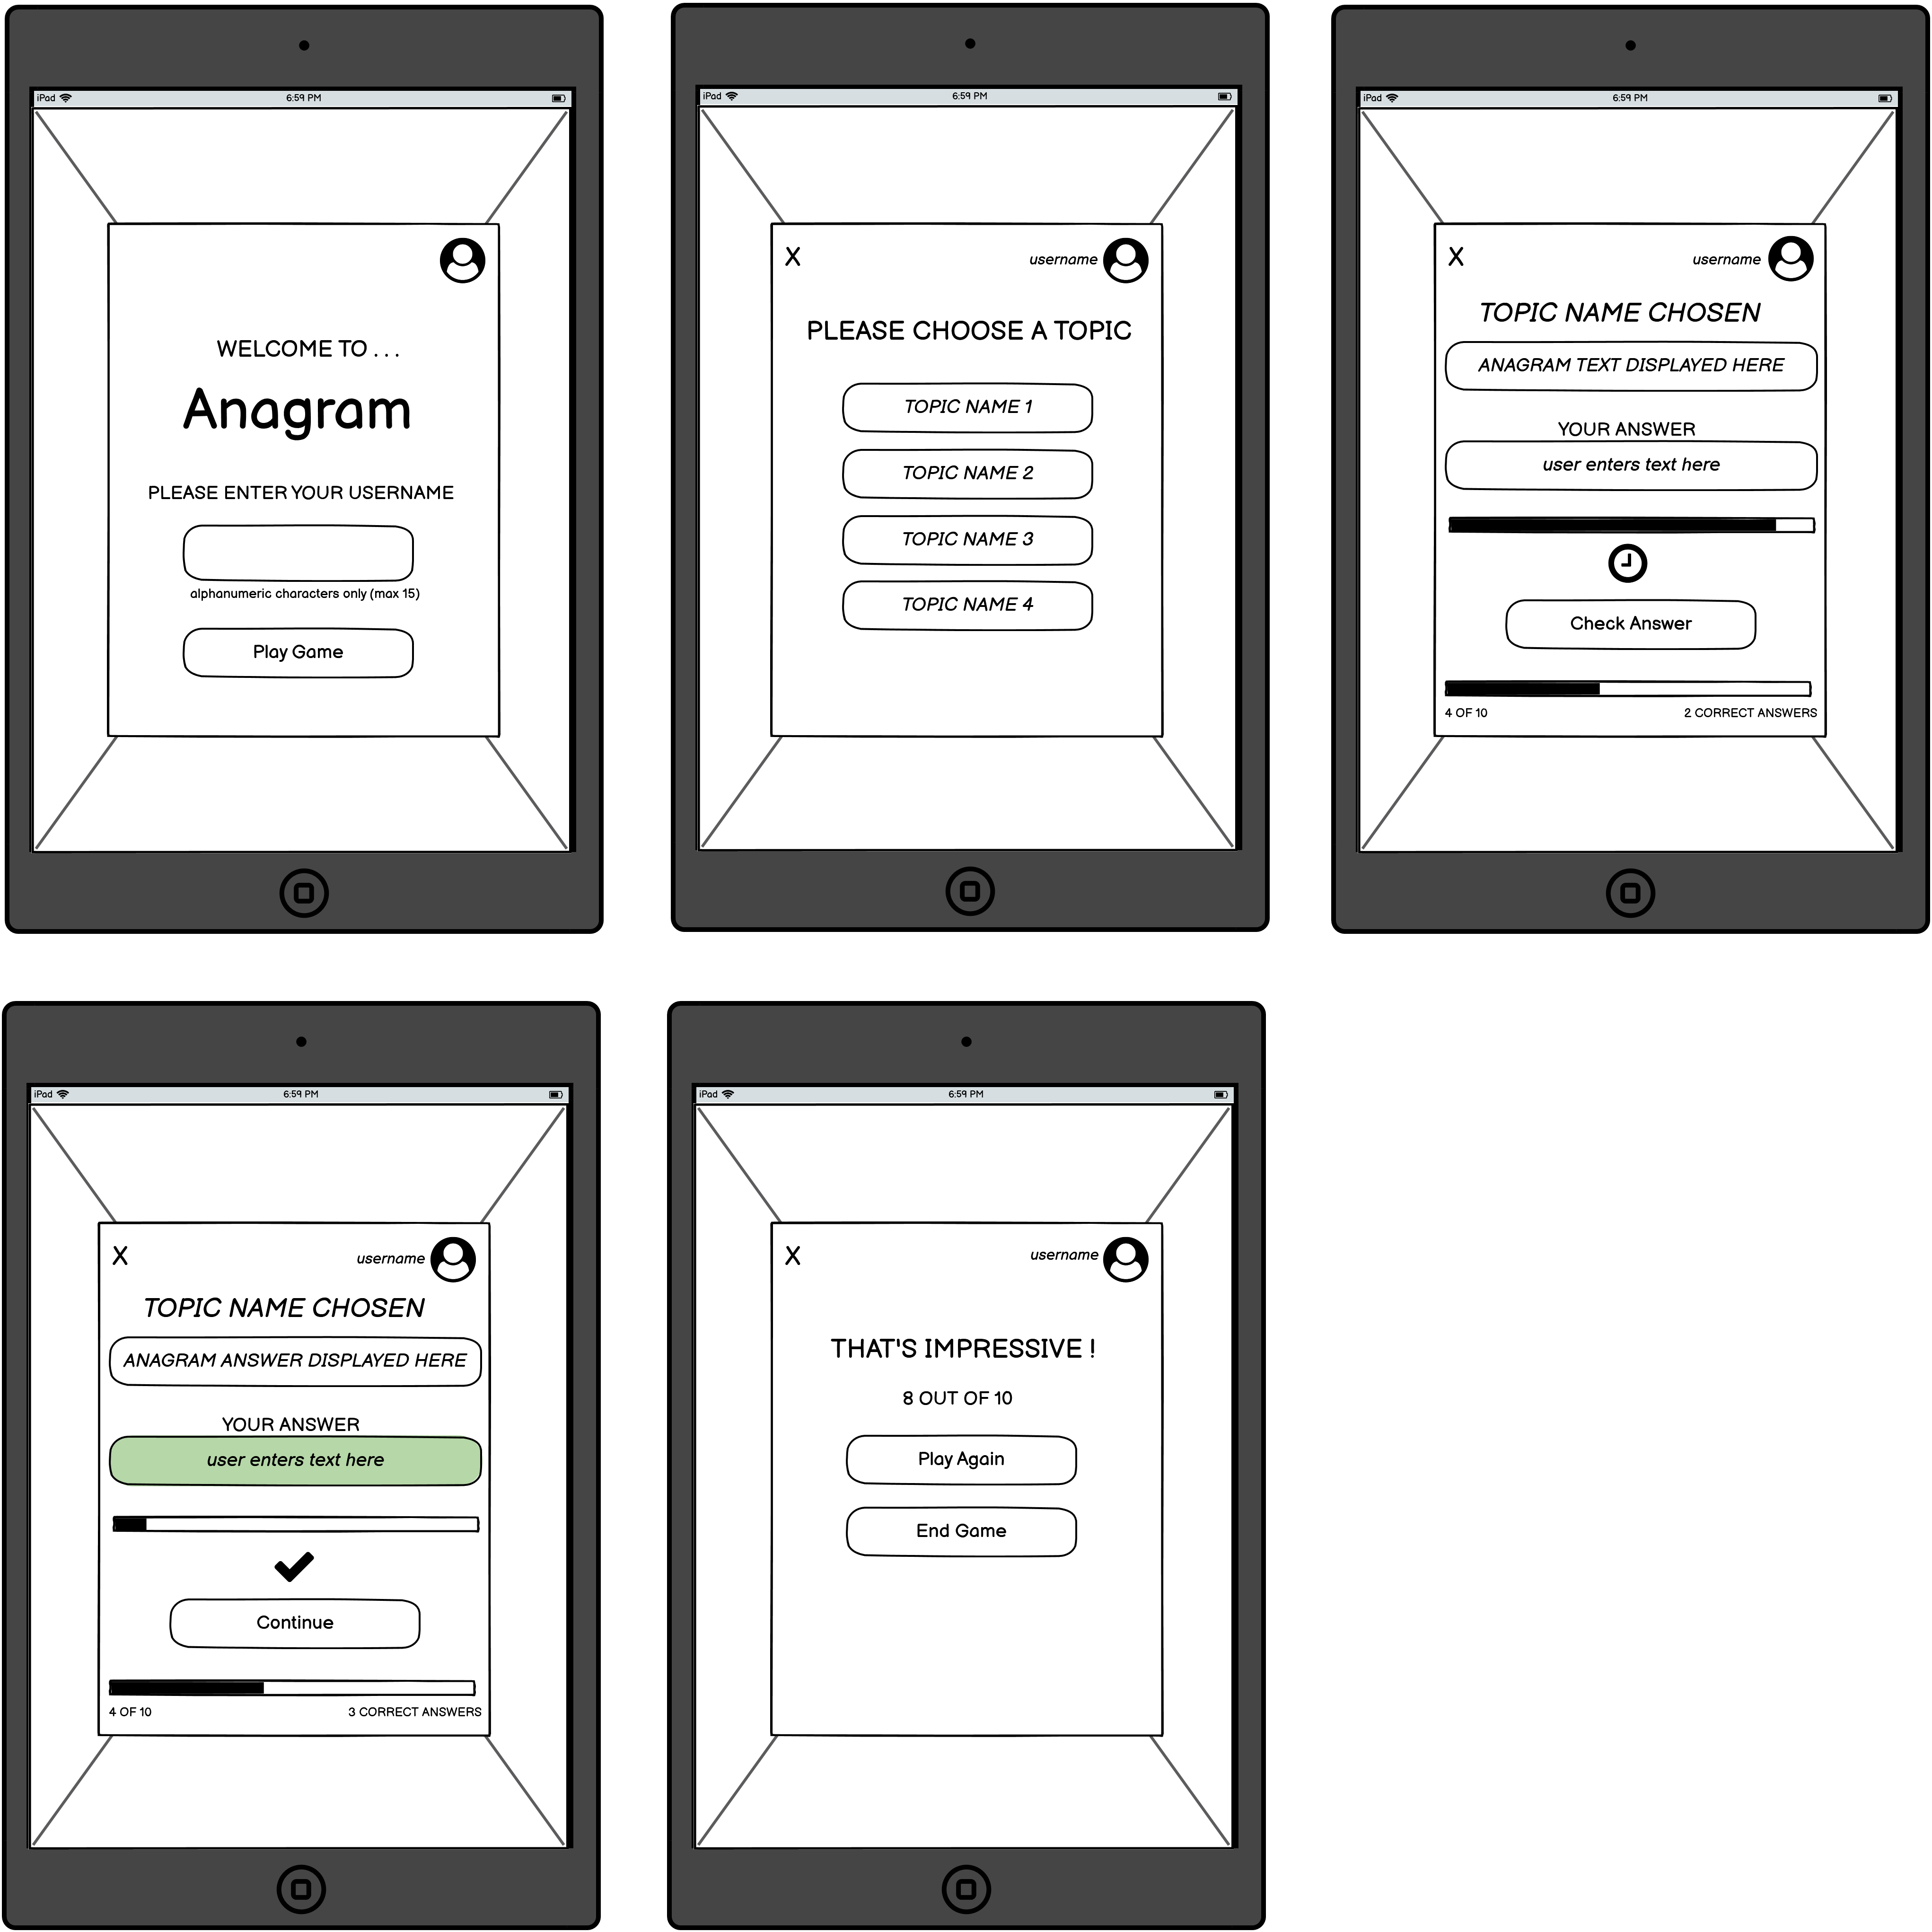 iPad 6:59 PM
WELCOME TO . . .
Anagram
PLEASE ENTER YOUR USERNAME
alphanumeric characters only (max 15)
Play Game
iPad 6:59 PM
X username
PLEASE CHOOSE A TOPIC
TOPIC NAME 1
TOPIC NAME 2
TOPIC NAME 3
TOPIC NAME 4
iPad 6:59 PM
X username
TOPIC NAME CHOSEN
ANAGRAM TEXT DISPLAYED HERE
YOUR ANSWER
user enters text here
Check Answer
4 OF 10 2 CORRECT ANSWERS
iPad 6:59 PM
X username
TOPIC NAME CHOSEN
ANAGRAM ANSWER DISPLAYED HERE
YOUR ANSWER
user enters text here
Continue
4 OF 10 3 CORRECT ANSWERS
iPad 6:59 PM
X username
THAT'S IMPRESSIVE !
8 OUT OF 10
Play Again
End Game